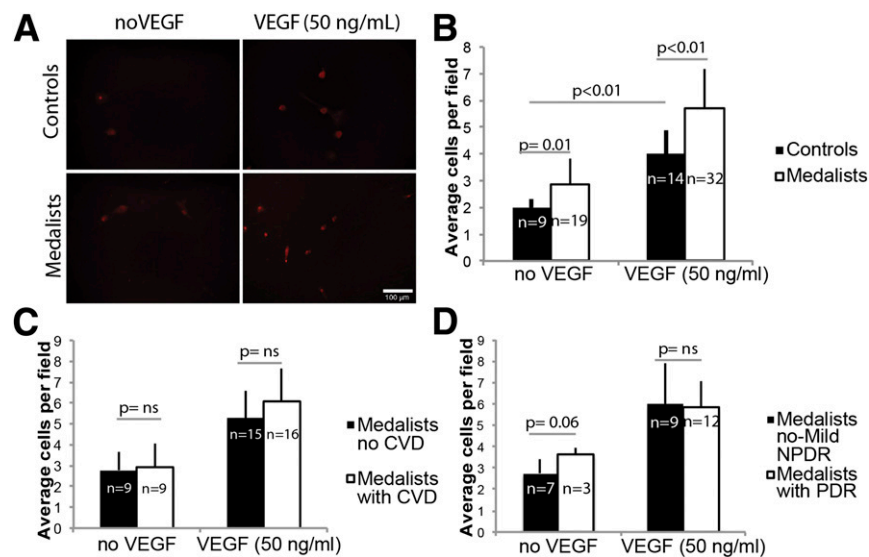 A
noVEGF
VEGF (50 ng/mL)
Controls
Medalists
100 µm
B
Average cells per field
8
7
6
5
4
3
2
1
0
p= 0.01
p<0.01
p<0.01
n=9
n=19
n=14
n=32
no VEGF
VEGF (50 ng/ml)
Controls
Medalists
C
Average cells per field
9
8
7
6
5
4
3
2
1
0
p= ns
p= ns
n=9
n=9
n=15
n=16
no VEGF
VEGF (50 ng/ml)
Medalists
no CVD
Medalists
with CVD
D
Average cells per field
9
8
7
6
5
4
3
2
1
0
p= 0.06
p= ns
n=7
n=3
n=9
n=12
no VEGF
VEGF (50 ng/ml)
Medalists
no-Mild
NPDR
Medalists
with PDR